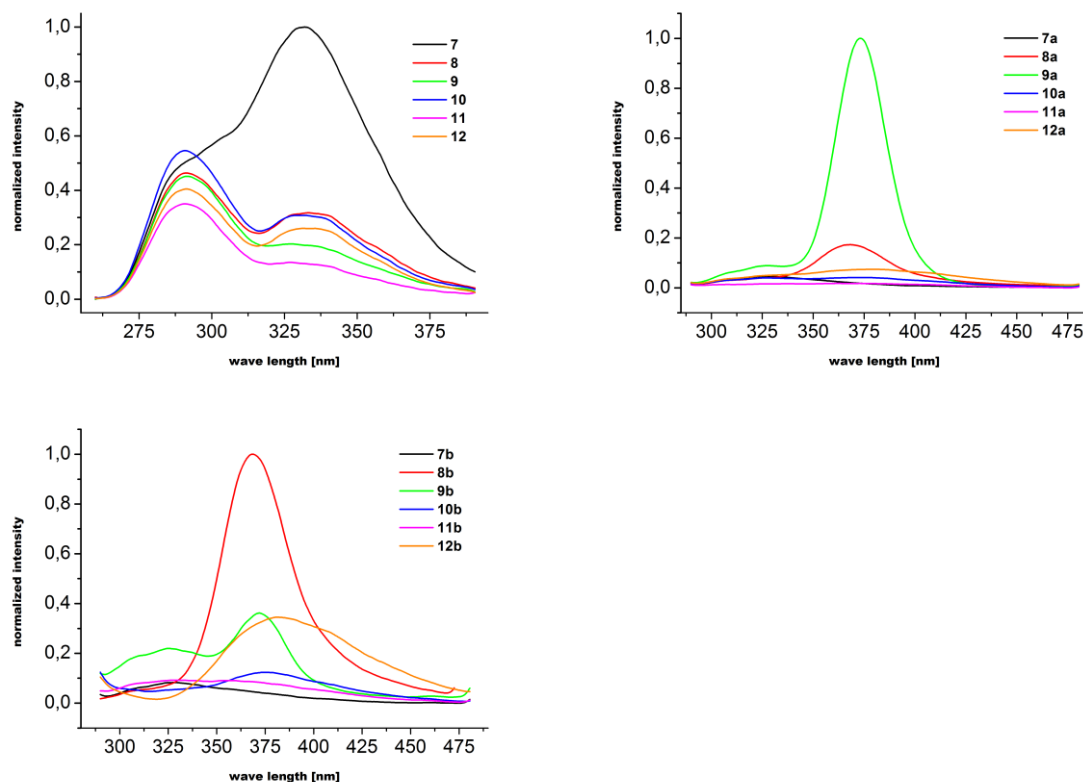 1,0
0,8
0,6
0,4
0,2
0,0
normalized intensity
7
8
9
10
11
12
275 300 325 350 375
wave length [nm]
1,0
0,8
0,6
0,4
0,2
0,0
normalized intensity
7a
8a
9a
10a
11a
12a
300 325 350 375 400 425 450 475
wave length [nm]
1,0
0,8
0,6
0,4
0,2
0,0
normalized intensity
7b
8b
9b
10b
11b
12b
300 325 350 375 400 425 450 475
wave length [nm]